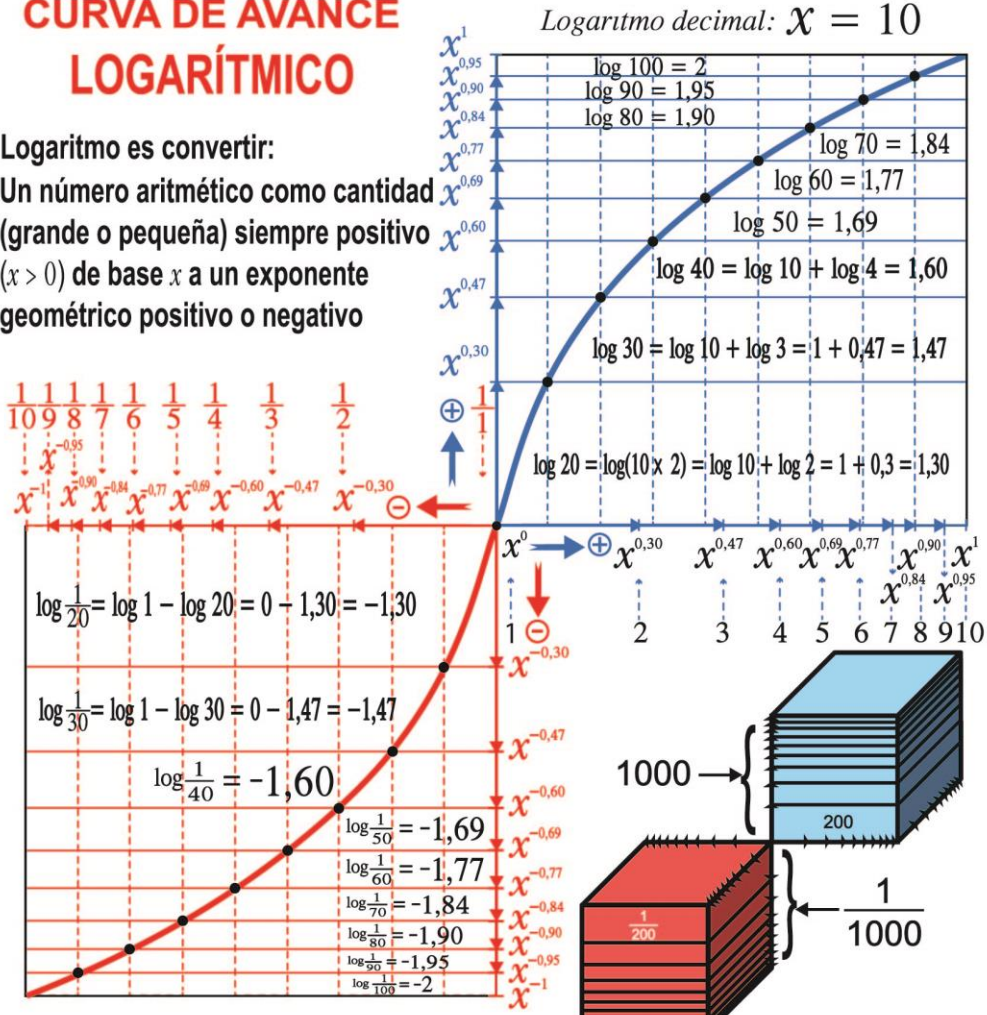 CURVA DE AVANCE
LOGARÍTMICO
Logaritmo es convertir:
Un número aritmético como cantidad
(grande o pequeña) siempre positivo
(x > 0) de base x a un exponente
geométrico positivo o negativo
Logarıtmo decimal: x = 10
x^1
x^0,95
x^0,90
x^0,84
x^0,77
x^0,69
x^0,60
x^0,47
x^0,30
log 100 = 2
log 90 = 1,95
log 80 = 1,90
log 70 = 1,84
log 60 = 1,77
log 50 = 1,69
log 40 = log 10 + log 4 = 1,60
log 30 = log 10 + log 3 = 1 + 0,47 = 1,47
log 20 = log(10 x 2) = log 10 + log 2 = 1 + 0,3 = 1,30
1/10 1/9 1/8 1/7 1/6 1/5 1/4 1/3 1/2 ⊕ 1/1
x^-0,95
x^-1 x^-0,90 x^-0,84 x^-0,77 x^-0,69 x^-0,60 x^-0,47 x^-0,30 ⊖
x^0 ⊕ x^0,30 x^0,47 x^0,60 x^0,69 x^0,77 x^0,90 x^1
x^0,84 x^0,95
1 ⊖ 2 3 4 5 6 7 8 9 10
log 1/20 = log 1 − log 20 = 0 − 1,30 = −1,30
log 1/30 = log 1 − log 30 = 0 − 1,47 = −1,47
log 1/40 = -1,60
log 1/50 = -1,69
log 1/60 = -1,77
log 1/70 = -1,84
log 1/80 = -1,90
log 1/90 = -1,95
log 1/100 = -2
x^-0,30
x^-0,47
x^-0,60
x^-0,69
x^-0,77
x^-0,84
x^-0,90
x^-0,95
x^-1
1000
200
1/200
1/1000